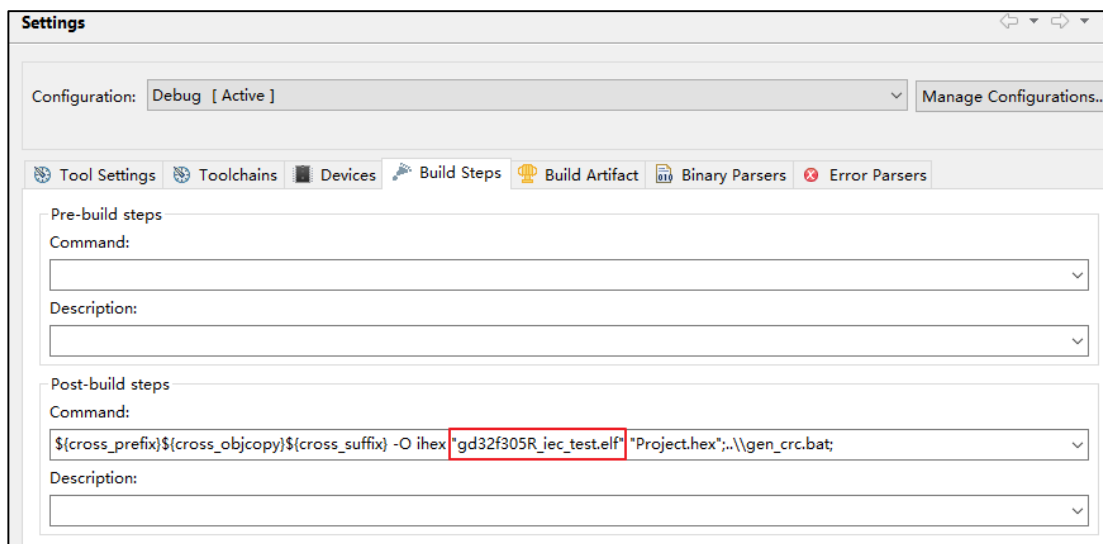 Settings
Configuration: Debug [ Active ] Manage Configurations..
Tool Settings Toolchains Devices Build Steps Build Artifact Binary Parsers Error Parsers
Pre-build steps
Command:
Description:
Post-build steps
Command:
${cross_prefix}${cross_objcopy}${cross_suffix} -O ihex "gd32f305R_iec_test.elf" "Project.hex";..\\gen_crc.bat;
Description: